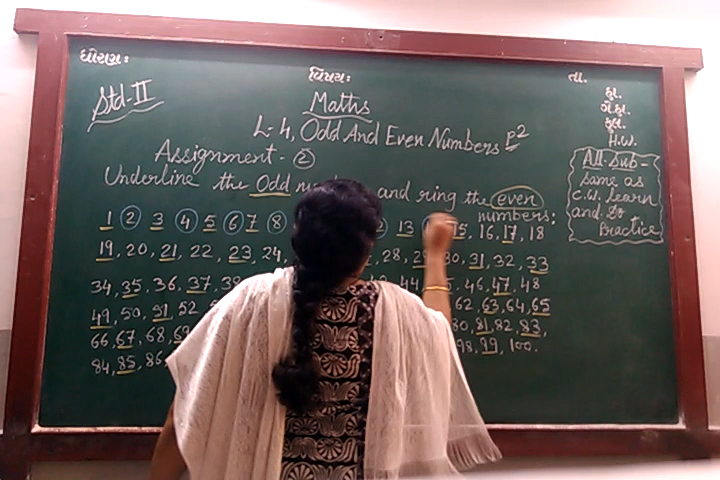 ધોરણઃ વિષયઃ તા.
Std-II Maths
L-4, Odd And Even Numbers P2
Assignment - 2
Underline the Odd and ring the even
numbers:
1 2 3 4 5 6 7 8 13 15, 16, 17, 18
19, 20, 21, 22, 23, 24, 28, 29, 30, 31, 32, 33
34, 35, 36, 37, 38 44, 45, 46, 47, 48
49, 50, 51, 52 62, 63, 64, 65
66, 67, 68, 69 80, 81, 82, 83,
84, 85, 86, 98, 99, 100.
H.W.
All-Sub-
Same as
C.W. Learn
and Do
Practice